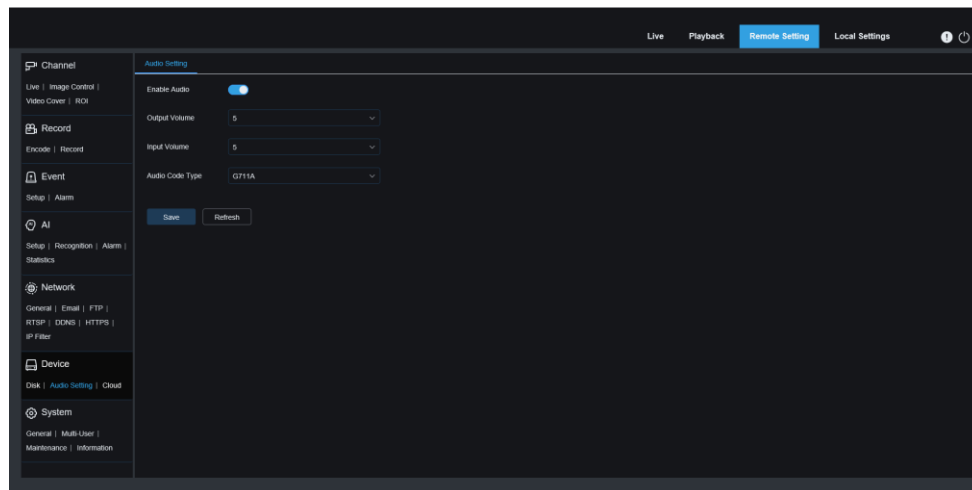 Live Playback Remote Setting Local Settings
Channel
Live | Image Control |
Video Cover | ROI
Record
Encode | Record
Event
Setup | Alarm
AI
Setup | Recognition | Alarm |
Statistics
Network
General | Email | FTP |
RTSP | DDNS | HTTPS |
IP Filter
Device
Disk | Audio Setting | Cloud
System
General | Multi-User |
Maintenance | Information
Audio Setting
Enable Audio
Output Volume 5
Input Volume 5
Audio Code Type G711A
Save Refresh